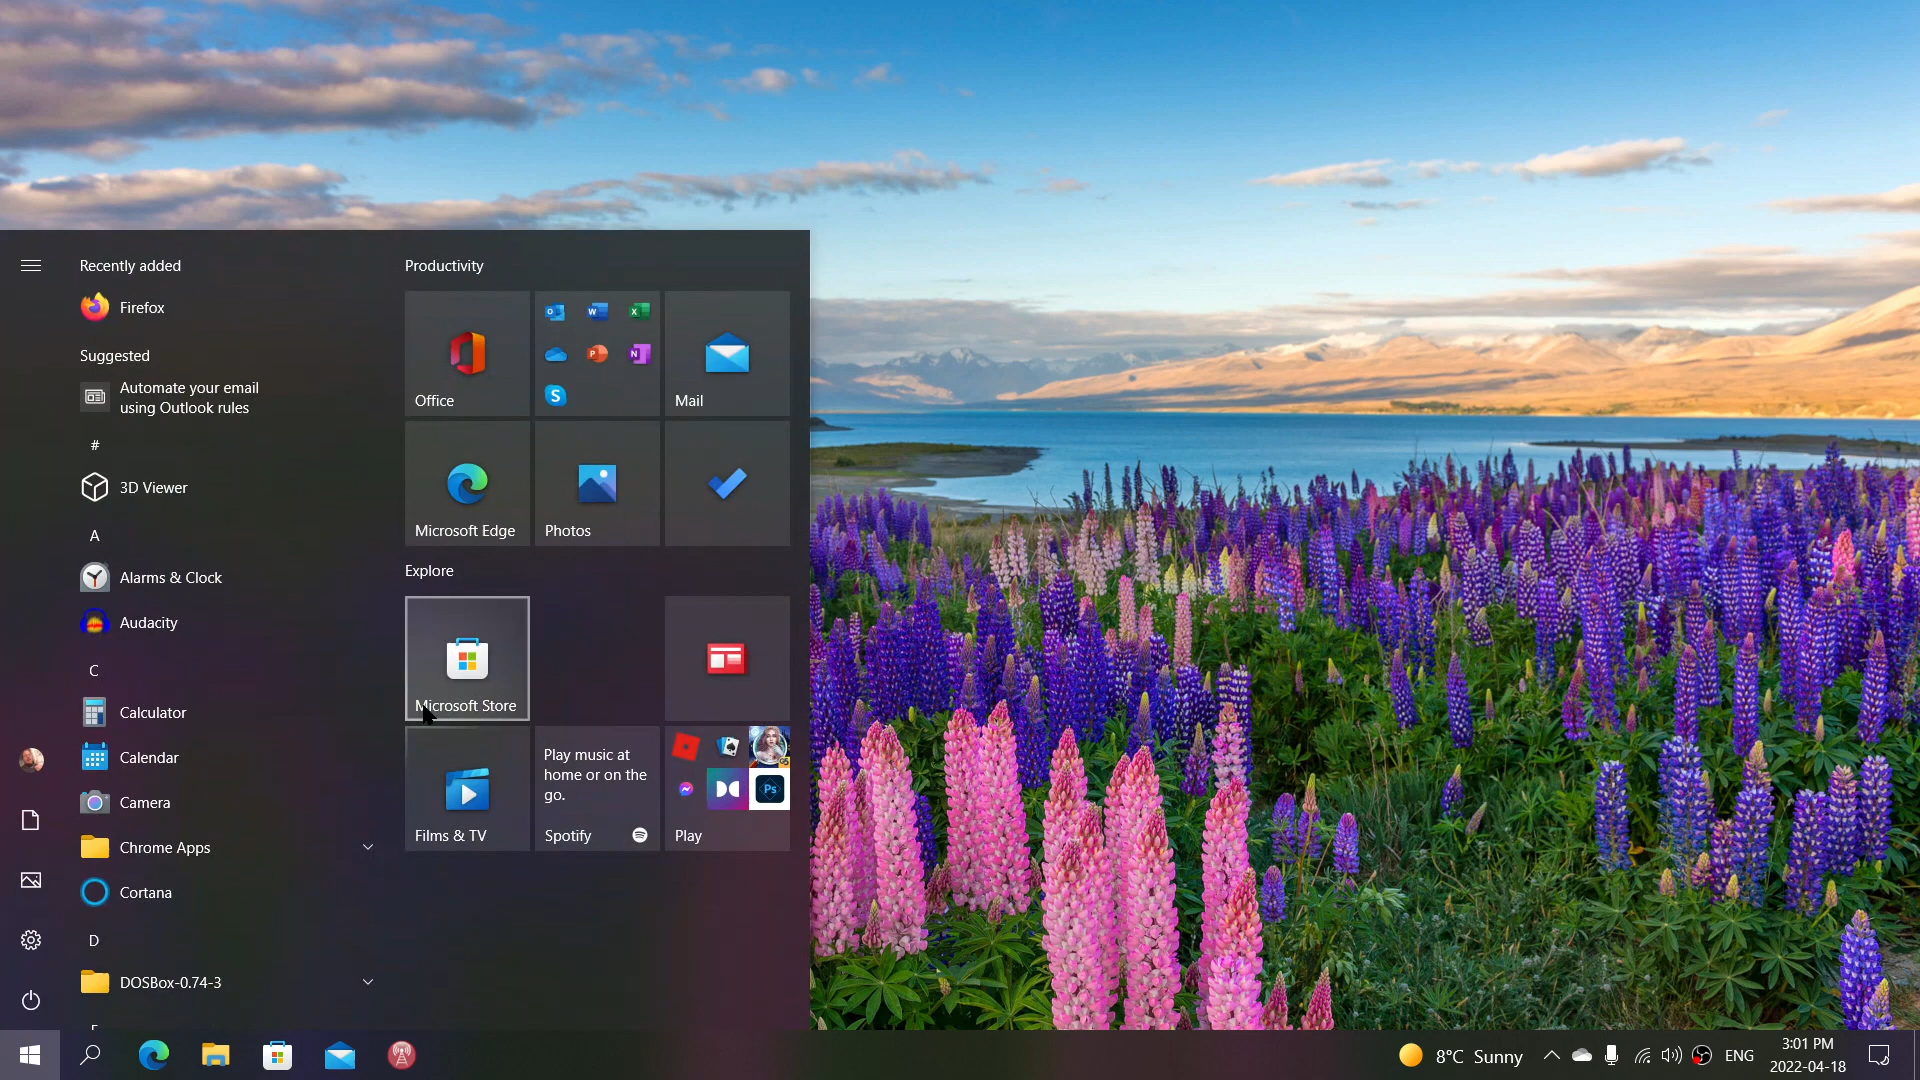 Recently added
Firefox
Suggested
Automate your email
using Outlook rules
#
3D Viewer
A
Alarms & Clock
Audacity
C
Calculator
Calendar
Camera
Chrome Apps
Cortana
D
DOSBox-0.74-3
Productivity
Office
Mail
Microsoft Edge
Photos
Explore
Microsoft Store
Films & TV
Play music at
home or on the
go.
Spotify
Play
8°C Sunny
ENG
3:01 PM
2022-04-18